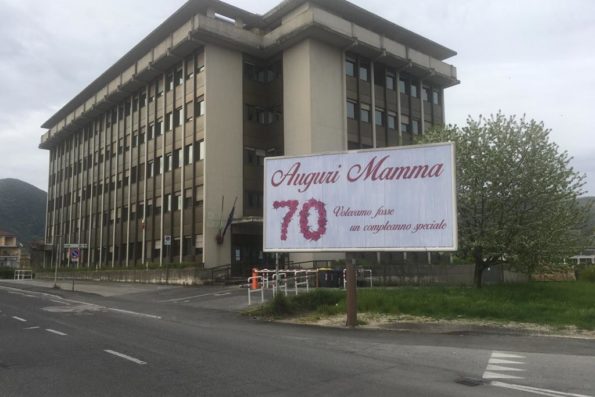 Auguri Mamma
70
Volevamo fosse
un compleanno speciale